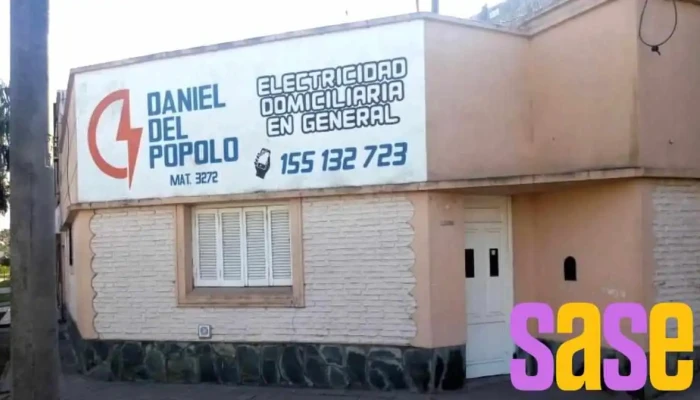 DANIEL
DEL
POPOLO
MAT. 3272
ELECTRICIDAD
DOMICILIARIA
EN GENERAL
155 132 723
sase